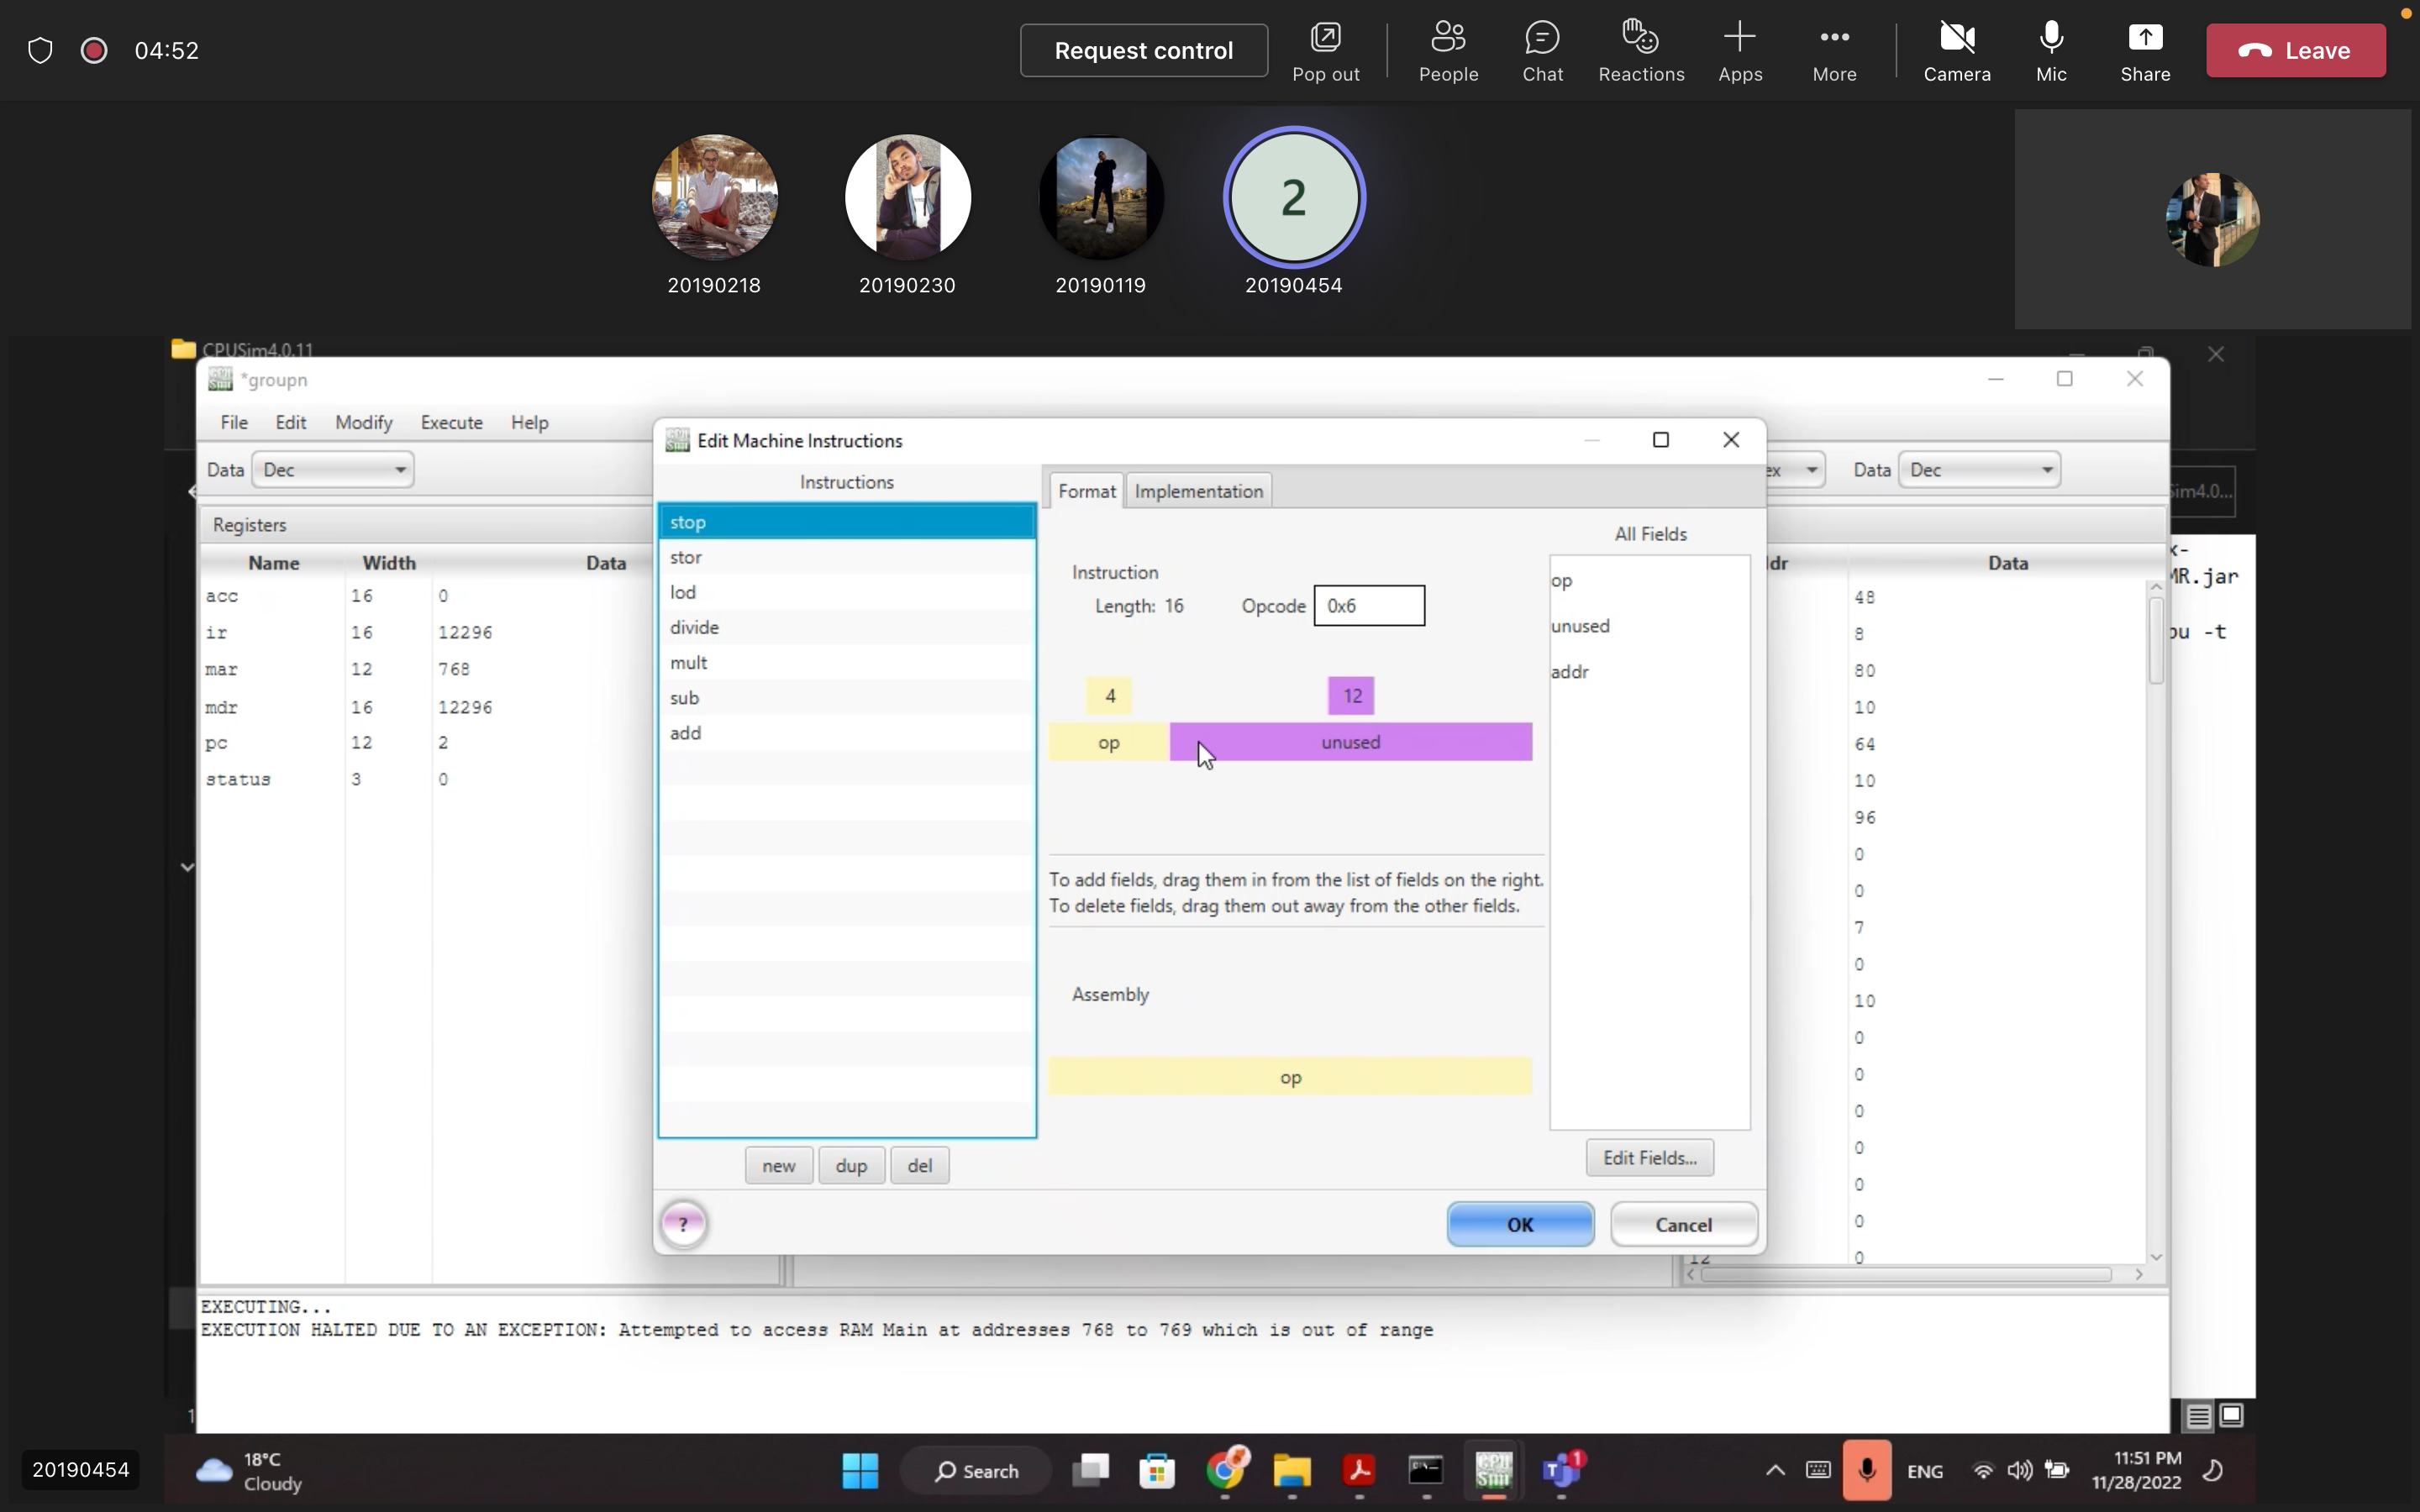 04:52
Request control
Pop out
People
Chat
Reactions
Apps
More
Camera
Mic
Share
Leave
2
20190218
20190230
20190119
20190454
CPUSim4.0.11
*groupn
File Edit Modify Execute Help
Data Dec
Registers
Name Width Data
acc 16 0
ir 16 12296
mar 12 768
mdr 16 12296
pc 12 2
status 3 0
Edit Machine Instructions
Instructions
stop
stor
lod
divide
mult
sub
add
new dup del
?
Format Implementation
Instruction
Length: 16 Opcode 0x6
4 12
op unused
To add fields, drag them in from the list of fields on the right.
To delete fields, drag them out away from the other fields.
Assembly
op
All Fields
op
unused
addr
Edit Fields...
OK Cancel
ex Data Dec
Sim4.0...
Data
48
8
80
10
64
10
96
0
0
7
0
10
0
0
0
0
0
0
12 0
MR.jar
pu -t
EXECUTING...
EXECUTION HALTED DUE TO AN EXCEPTION: Attempted to access RAM Main at addresses 768 to 769 which is out of range
1
20190454
18°C
Cloudy
Search
1
ENG
11:51 PM
11/28/2022